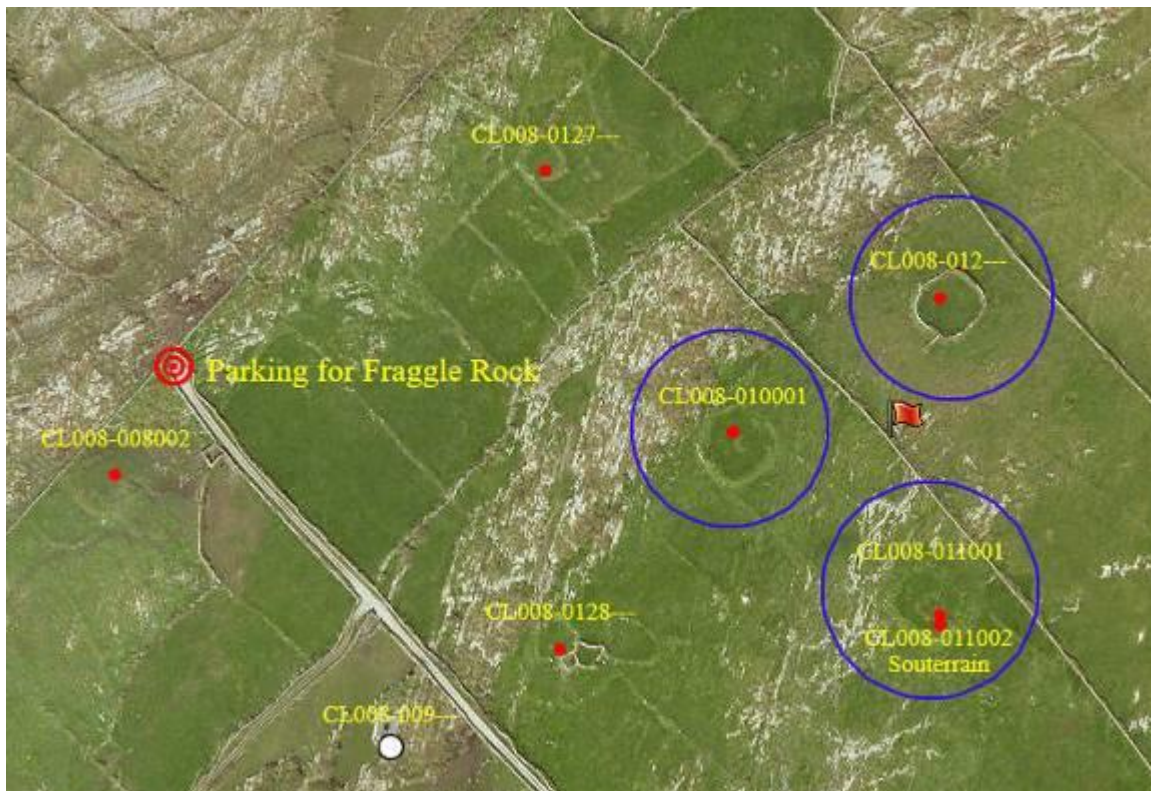 CL008-0127---
CL008-012---
Parking for Fraggle Rock
CL008-010001
CL008-008002
CL008-011001
CL008-0128---
CL008-011002
Souterrain
CL008-009---